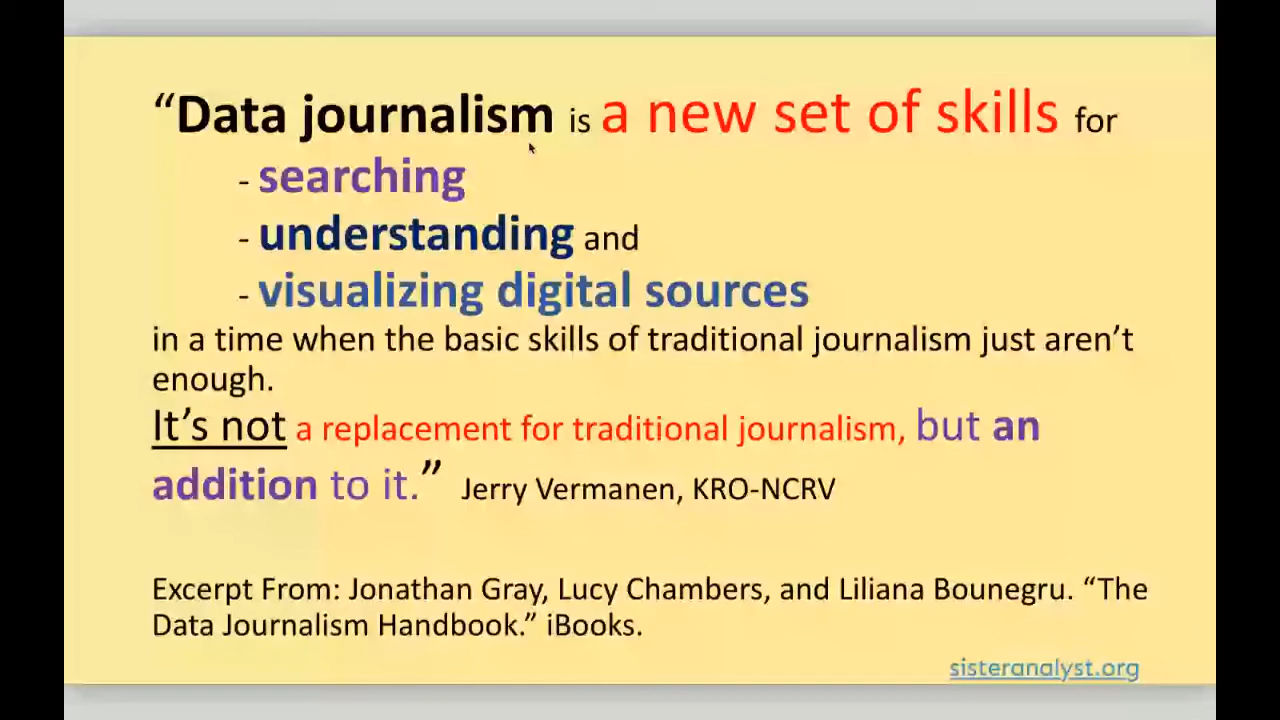 “Data journalism is a new set of skills for
- searching
- understanding and
- visualizing digital sources
in a time when the basic skills of traditional journalism just aren’t
enough.
It’s not a replacement for traditional journalism, but an
addition to it.” Jerry Vermanen, KRO-NCRV
Excerpt From: Jonathan Gray, Lucy Chambers, and Liliana Bounegru. “The
Data Journalism Handbook.” iBooks.
sisteranalyst.org